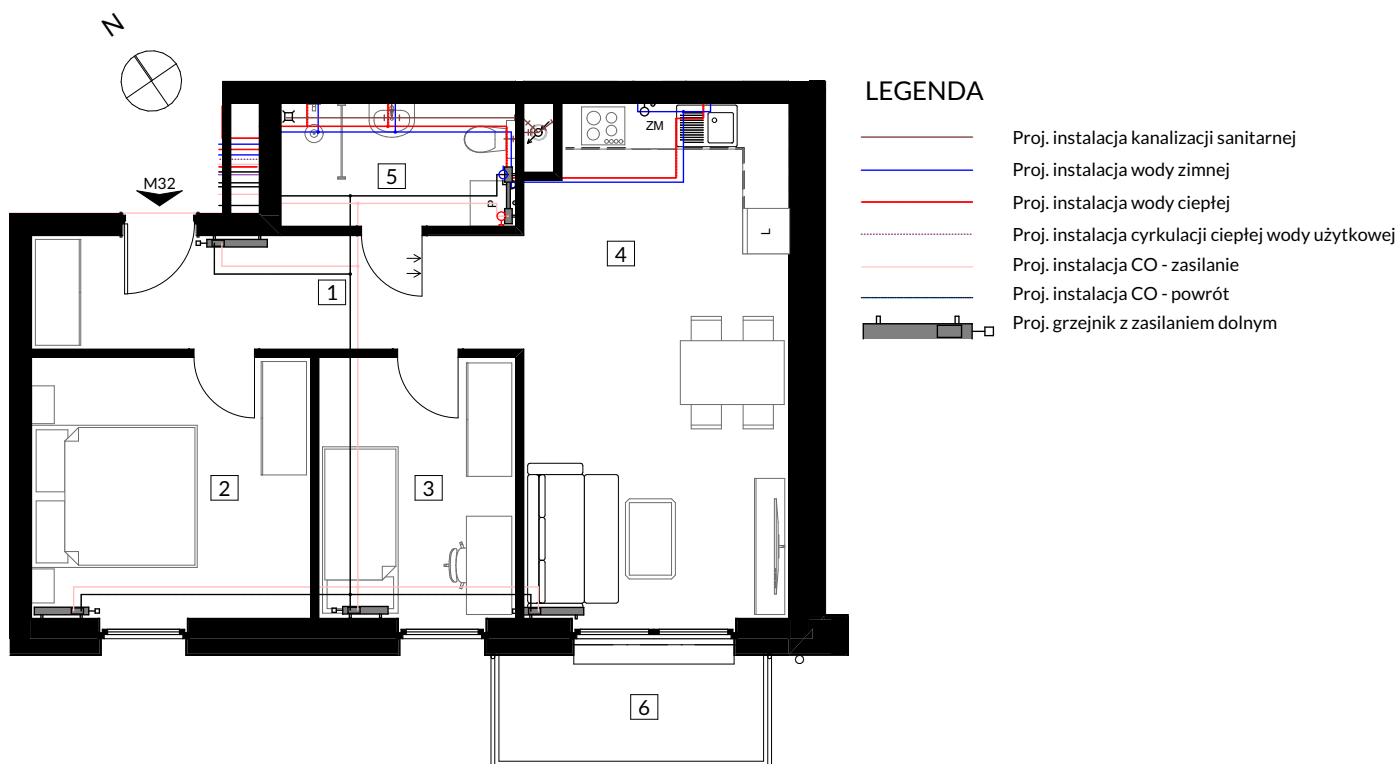 N
M32
5
ZM
P
L
4
1
2
3
6
LEGENDA
Proj. instalacja kanalizacji sanitarnej
Proj. instalacja wody zimnej
Proj. instalacja wody ciepłej
Proj. instalacja cyrkulacji ciepłej wody użytkowej
Proj. instalacja CO - zasilanie
Proj. instalacja CO - powrót
Proj. grzejnik z zasilaniem dolnym